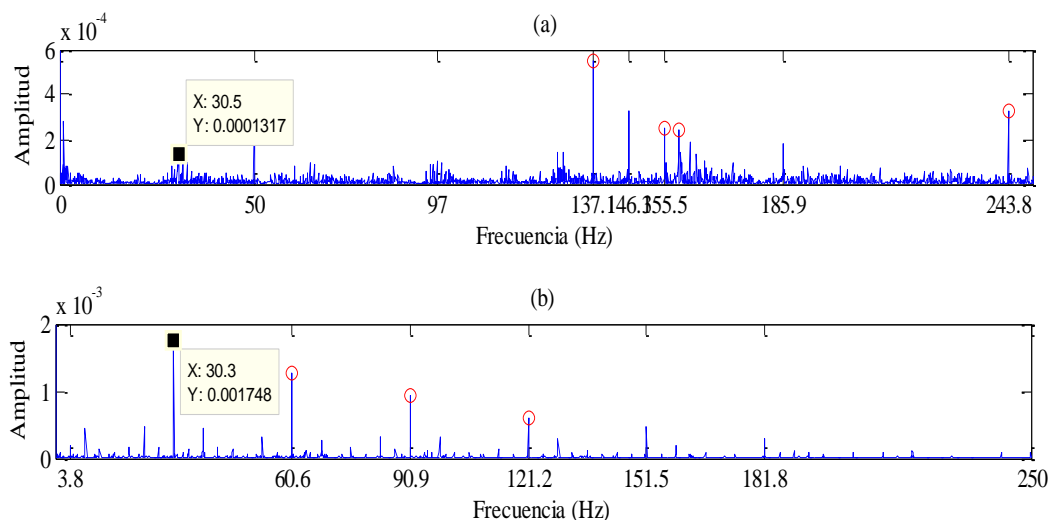 (a)
x 10-4
Amplitud
6
4
2
0
X: 30.5
Y: 0.0001317
0 50 97 137.1 146.3 155.5 185.9 243.8
Frecuencia (Hz)
(b)
x 10-3
Amplitud
2
1
0
X: 30.3
Y: 0.001748
3.8 60.6 90.9 121.2 151.5 181.8 250
Frecuencia (Hz)